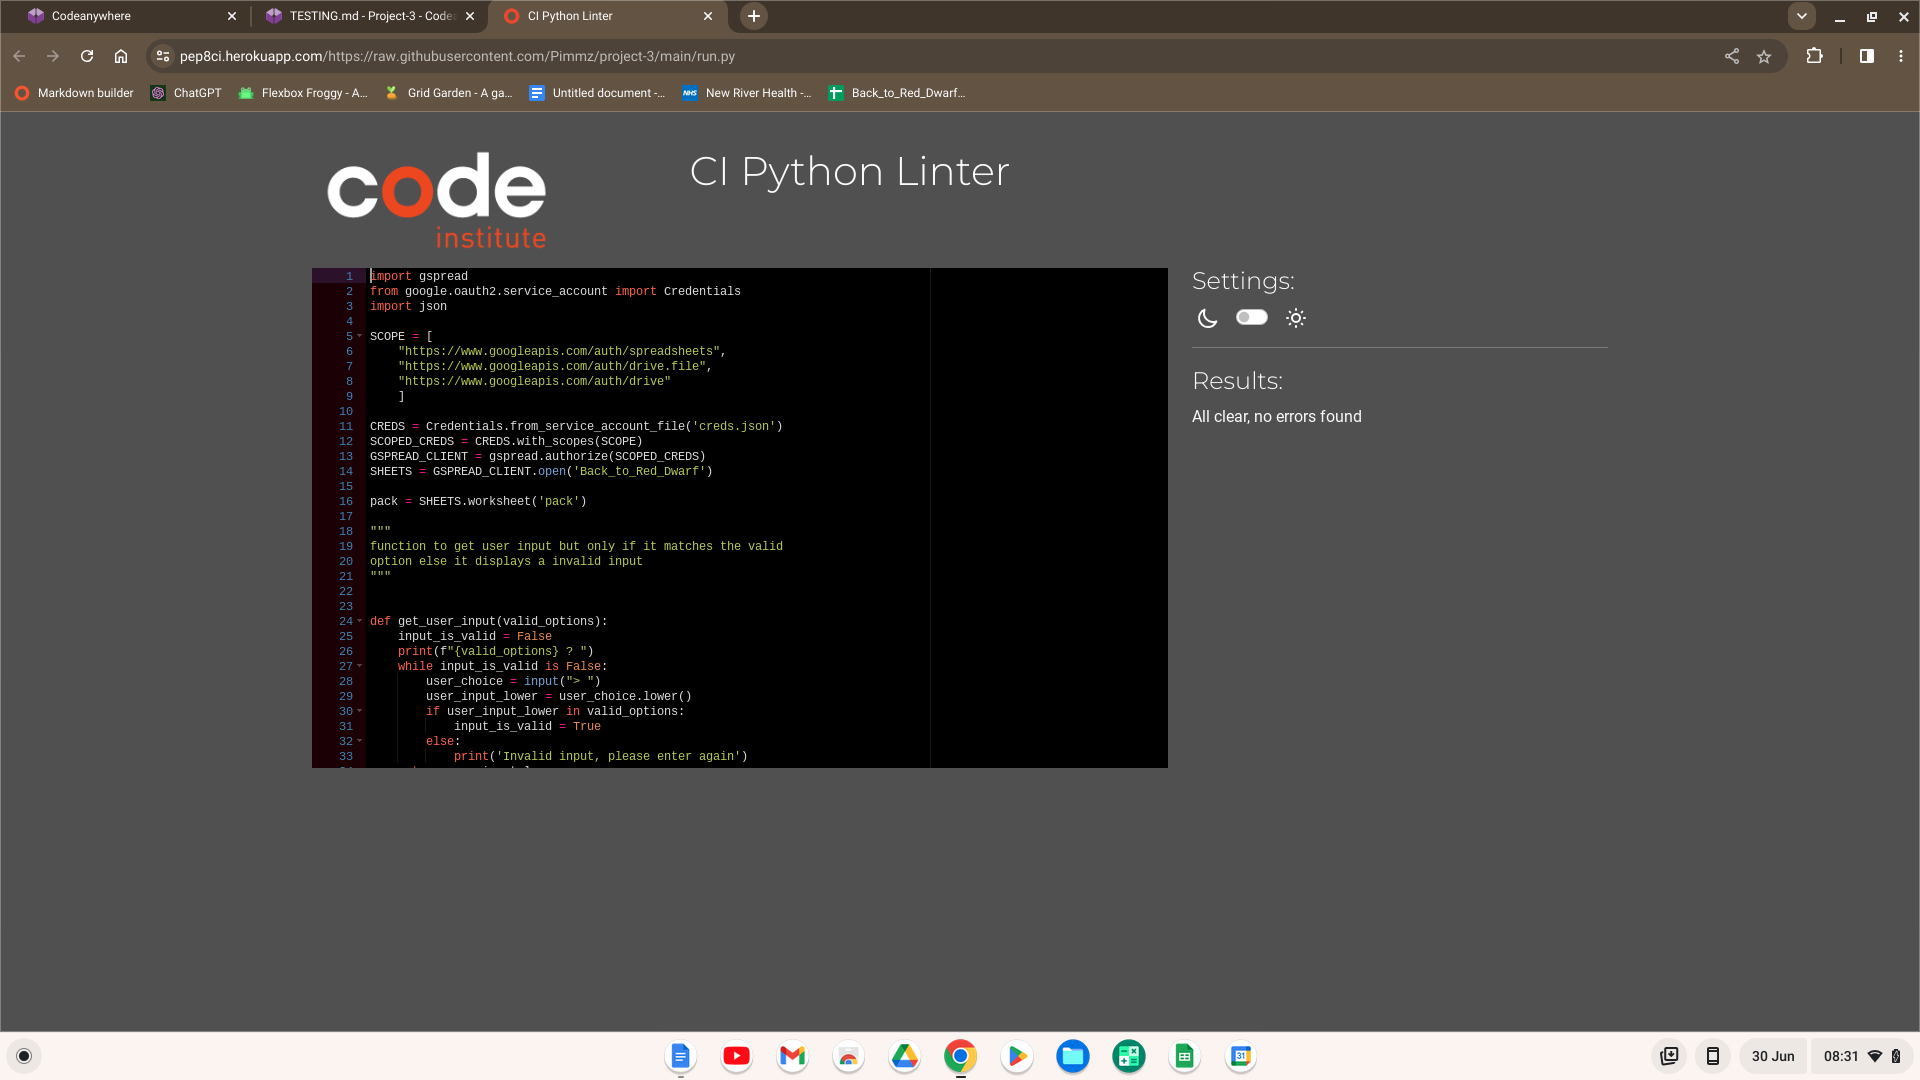 Codeanywhere
TESTING.md - Project-3 - Codea
CI Python Linter
pep8ci.herokuapp.com/https://raw.githubusercontent.com/Pimmz/project-3/main/run.py
Markdown builder
ChatGPT
Flexbox Froggy - A...
Grid Garden - A ga...
Untitled document -...
NHS
New River Health -...
Back_to_Red_Dwarf...
code
institute
CI Python Linter
1 import gspread
2 from google.oauth2.service_account import Credentials
3 import json
4
5 SCOPE = [
6 "https://www.googleapis.com/auth/spreadsheets",
7 "https://www.googleapis.com/auth/drive.file",
8 "https://www.googleapis.com/auth/drive"
9 ]
10
11 CREDS = Credentials.from_service_account_file('creds.json')
12 SCOPED_CREDS = CREDS.with_scopes(SCOPE)
13 GSPREAD_CLIENT = gspread.authorize(SCOPED_CREDS)
14 SHEETS = GSPREAD_CLIENT.open('Back_to_Red_Dwarf')
15
16 pack = SHEETS.worksheet('pack')
17
18 """
19 function to get user input but only if it matches the valid
20 option else it displays a invalid input
21 """
22
23
24 def get_user_input(valid_options):
25 input_is_valid = False
26 print(f"{valid_options} ? ")
27 while input_is_valid is False:
28 user_choice = input("> ")
29 user_input_lower = user_choice.lower()
30 if user_input_lower in valid_options:
31 input_is_valid = True
32 else:
33 print('Invalid input, please enter again')
Settings:
Results:
All clear, no errors found
31
30 Jun
08:31